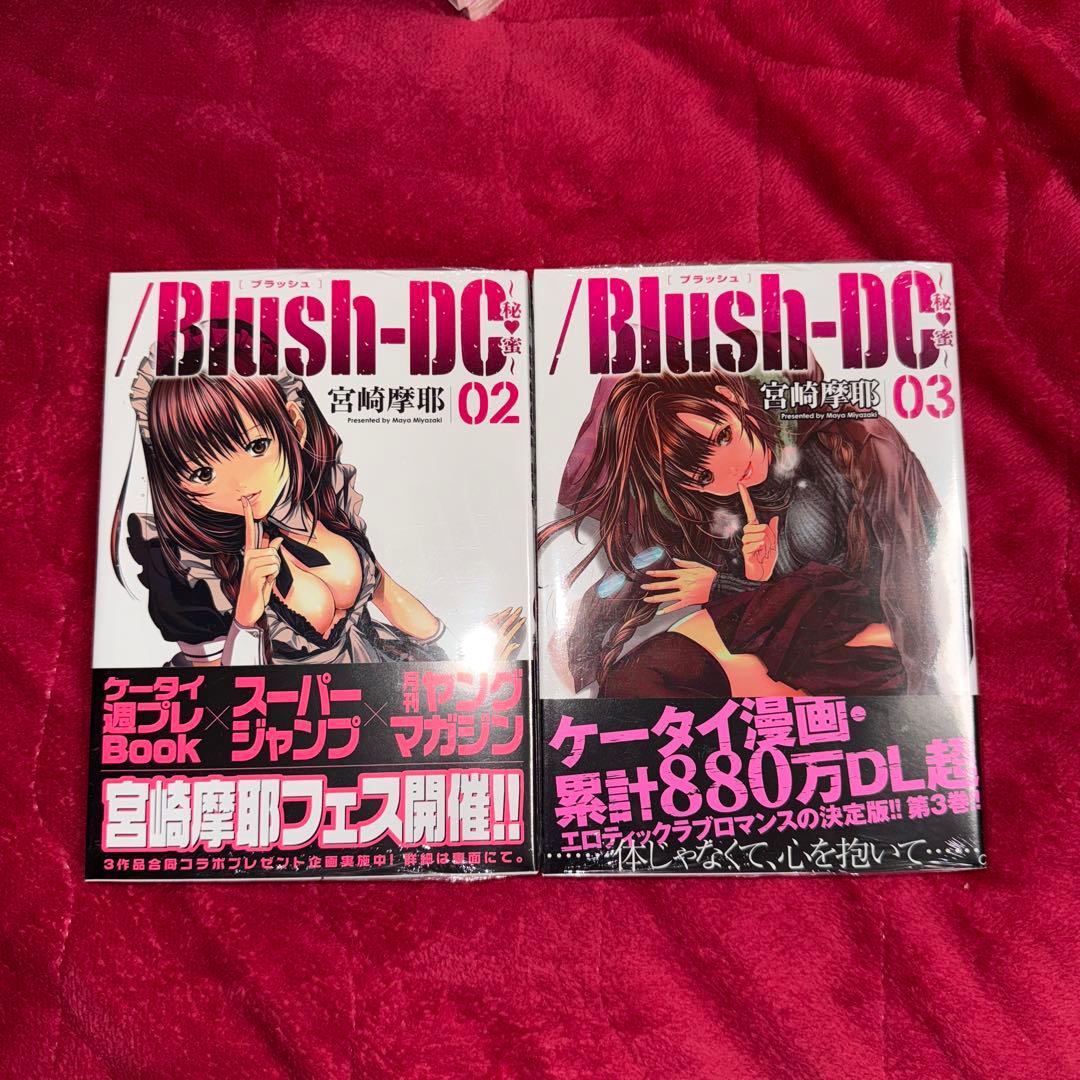 [ブラッシュ]
/Blush-DC
~秘♥蜜~
宮崎摩耶
02
Presented by Maya Miyazaki
ケータイ週プレBook×スーパージャンプ×月刊ヤングマガジン
宮崎摩耶フェス開催!!
3作品合同コラボプレゼント企画実施中! 詳細は裏面にて。
[ブラッシュ]
/Blush-DC
~秘♥蜜~
宮崎摩耶
03
Presented by Maya Miyazaki
ケータイ漫画・
累計880万DL超
エロティックラブロマンスの決定版!! 第3巻!!
……体じゃなくて、心を抱いて……。